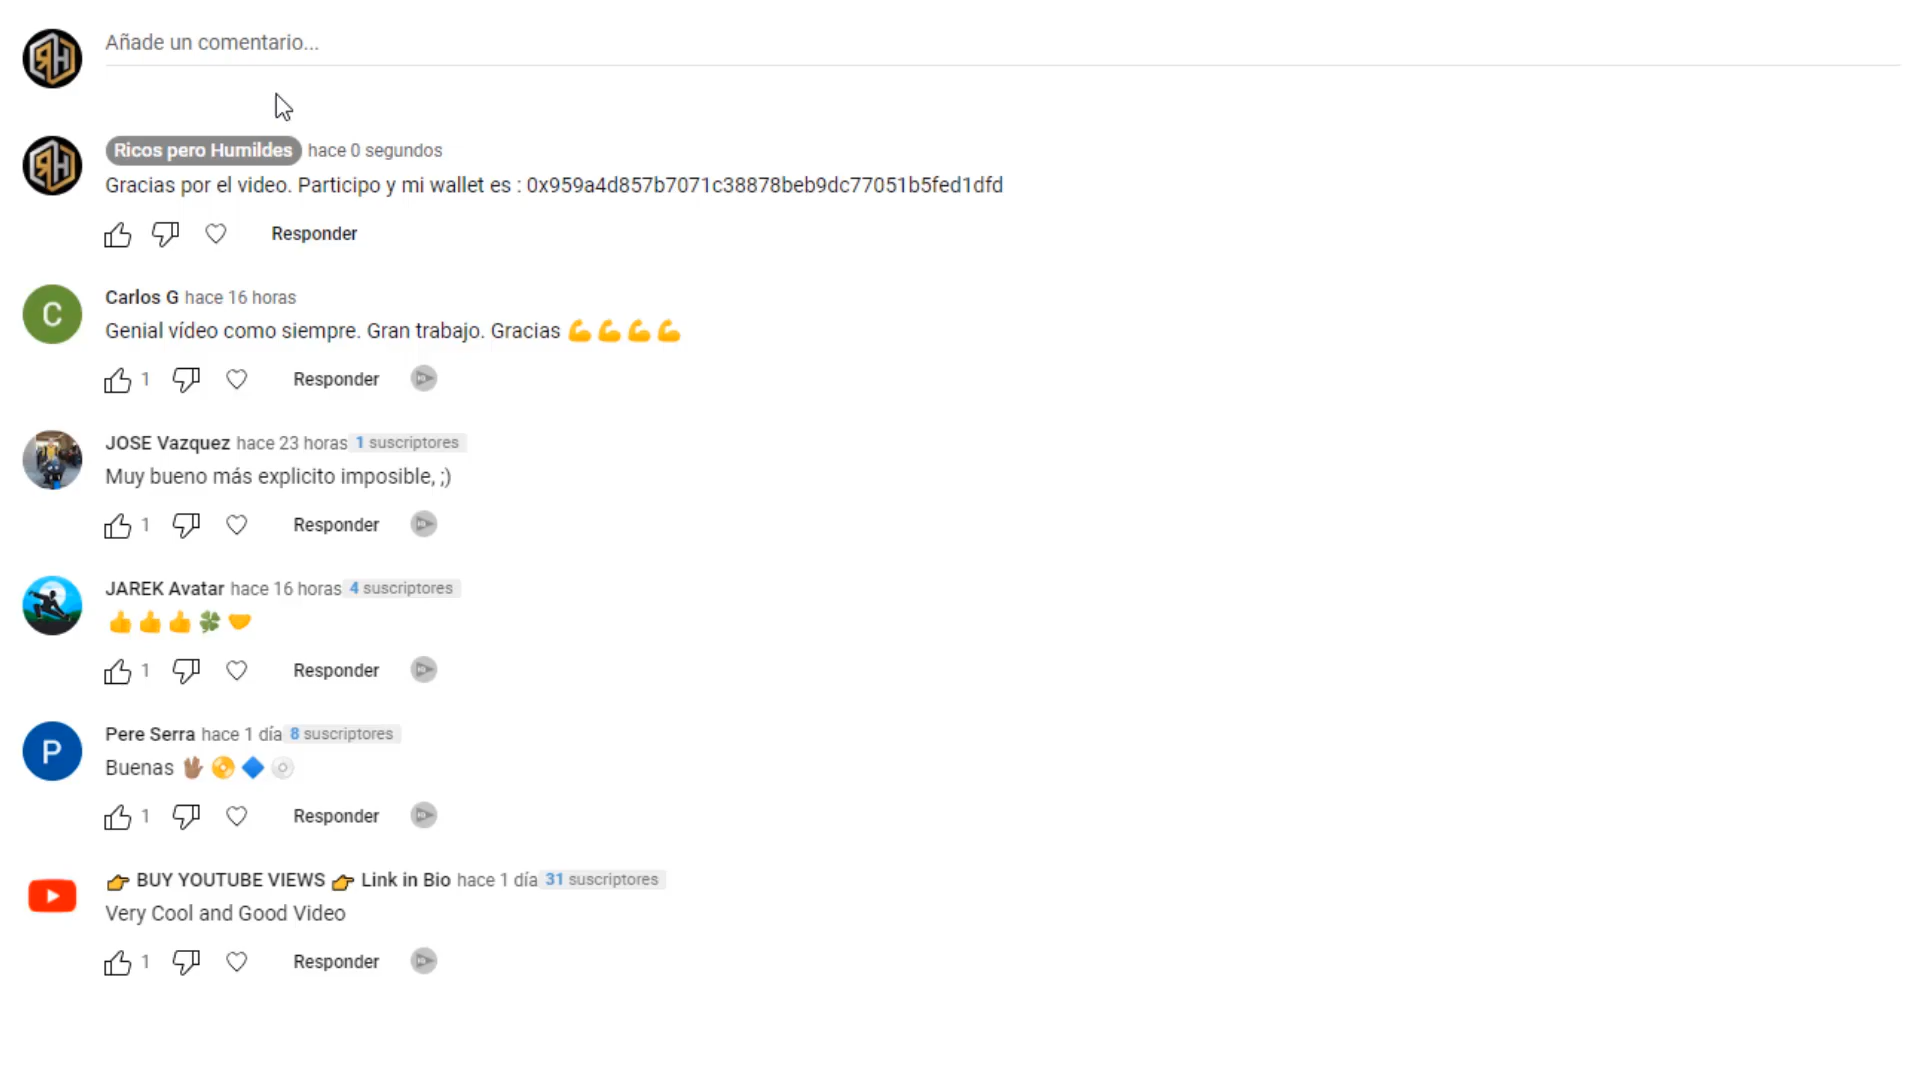 Añade un comentario...
Ricos pero Humildes hace 0 segundos
Gracias por el video. Participo y mi wallet es : 0x959a4d857b7071c38878beb9dc77051b5fed1dfd
Responder
C
Carlos G hace 16 horas
Genial vídeo como siempre. Gran trabajo. Gracias 💪💪💪💪
1 Responder
JOSE Vazquez hace 23 horas 1 suscriptores
Muy bueno más explicito imposible, ;)
1 Responder
JAREK Avatar hace 16 horas 4 suscriptores
👍👍👍🍀🤝
1 Responder
P
Pere Serra hace 1 día 8 suscriptores
Buenas 🖖🏽📀🔷💿
1 Responder
👉 BUY YOUTUBE VIEWS 👉 Link in Bio hace 1 día 31 suscriptores
Very Cool and Good Video
1 Responder